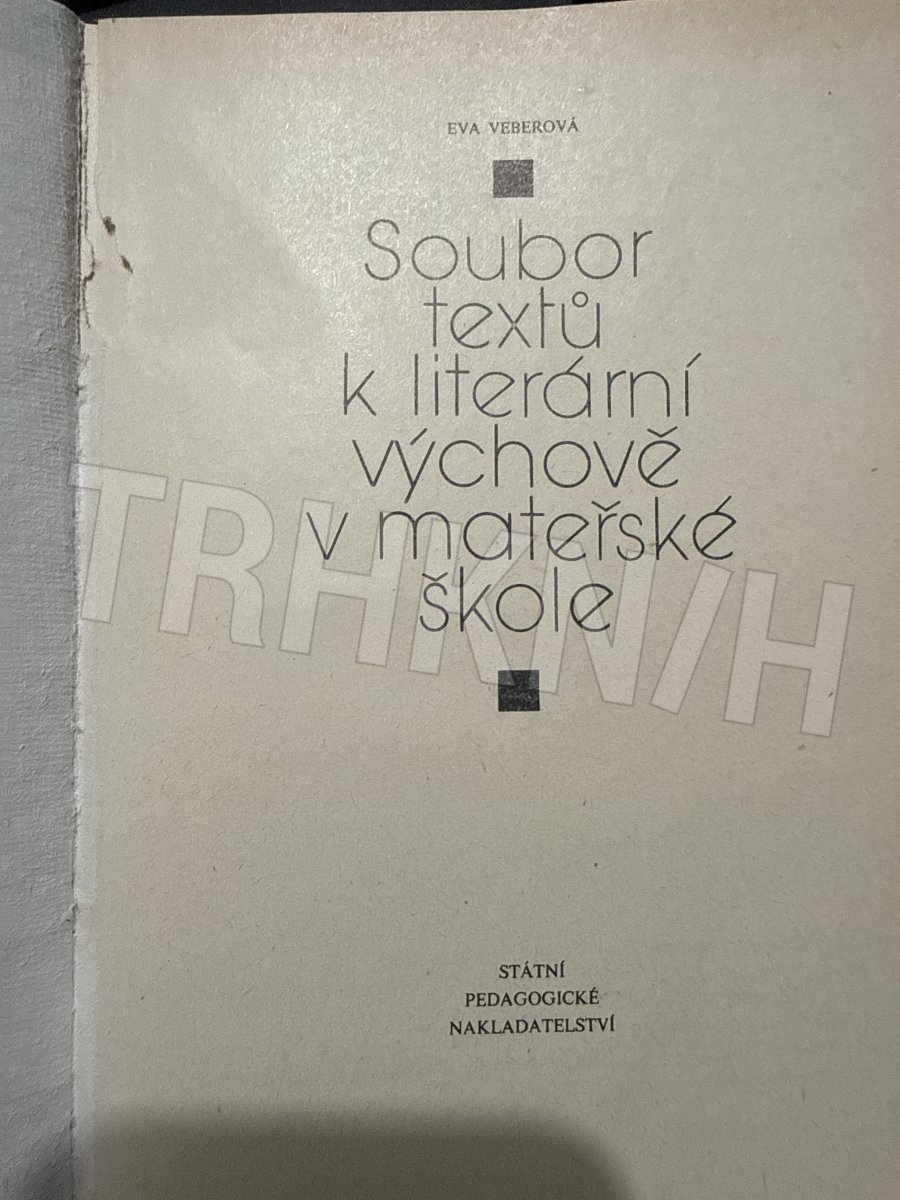 EVA VEBEROVÁ
Soubor
textů
k literární
výchově
v mateřské
škole
TRHKNIH
STÁTNÍ
PEDAGOGICKÉ
NAKLADATELSTVÍ